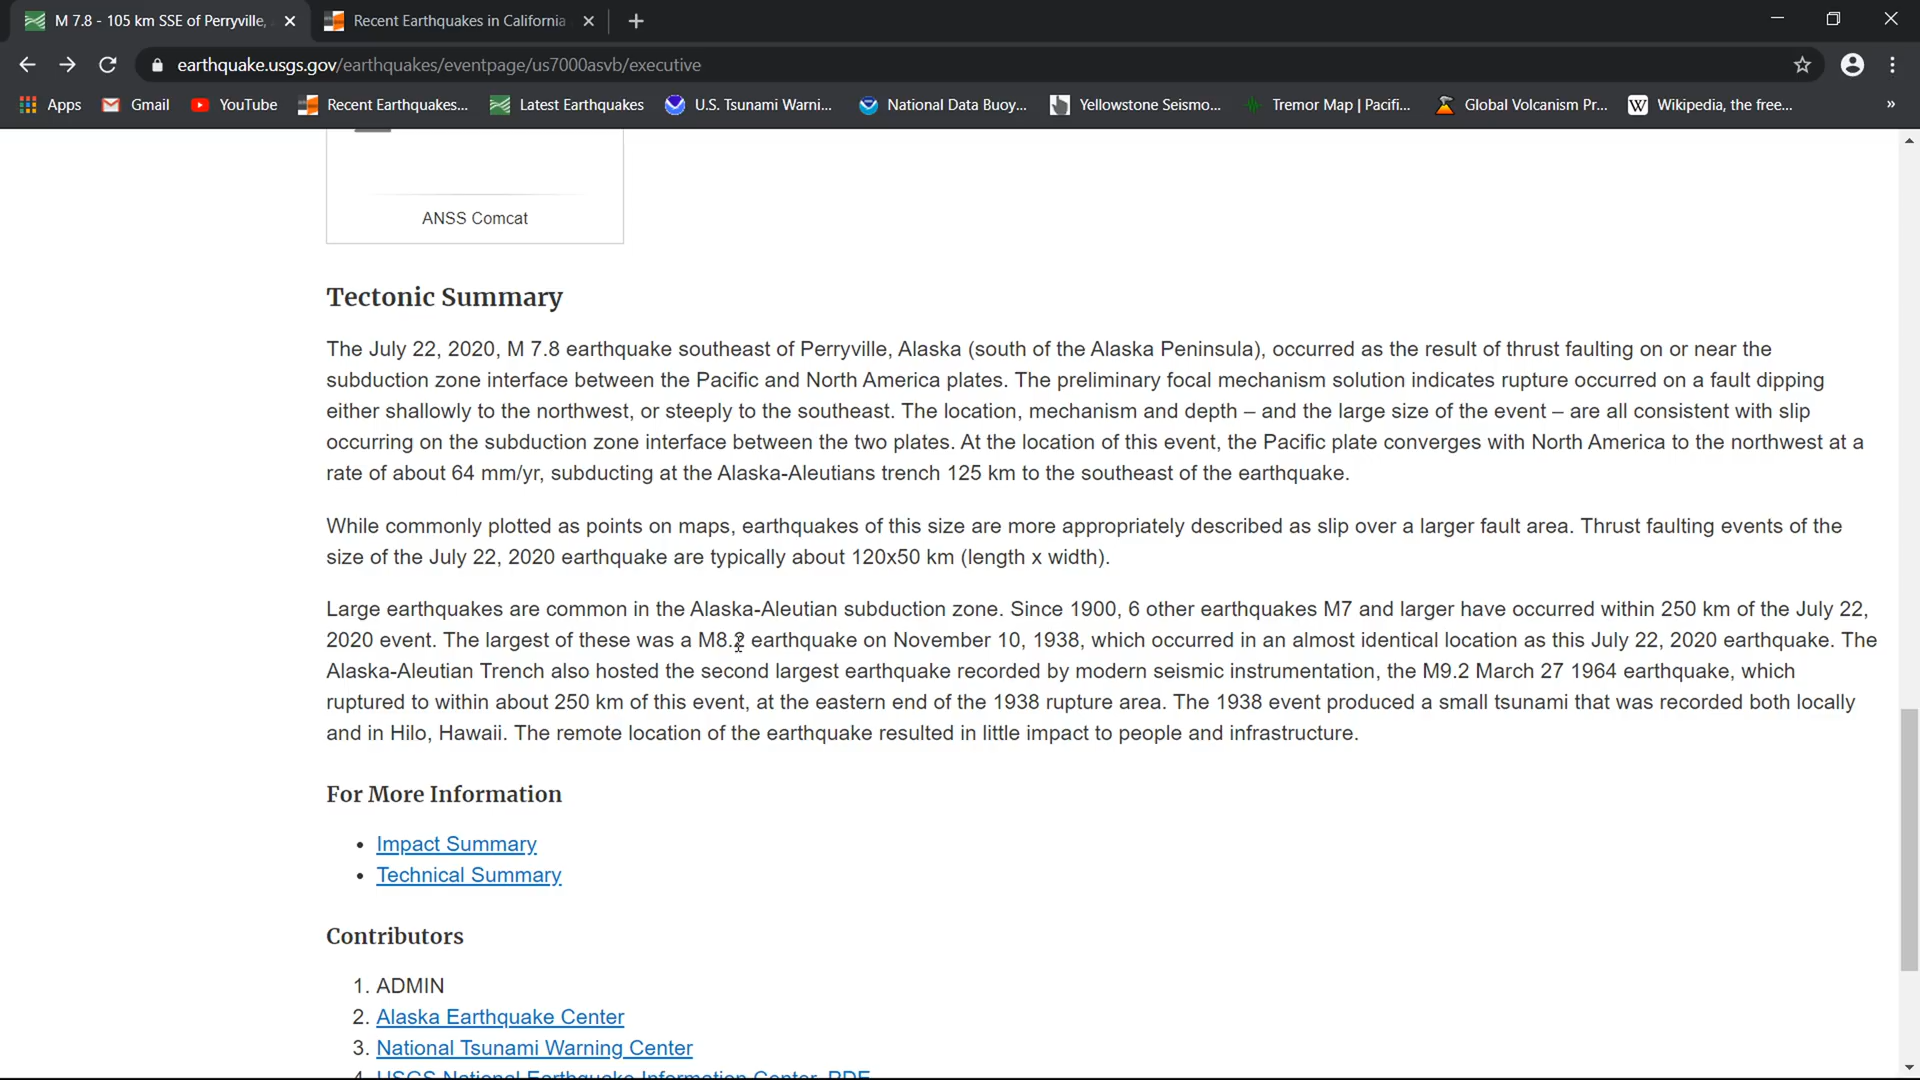 M 7.8 - 105 km SSE of Perryville,
Recent Earthquakes in California
earthquake.usgs.gov/earthquakes/eventpage/us7000asvb/executive
Apps Gmail YouTube Recent Earthquakes... Latest Earthquakes U.S. Tsunami Warni... National Data Buoy... Yellowstone Seismo... Tremor Map | Pacifi... Global Volcanism Pr... W Wikipedia, the free... »
ANSS Comcat
Tectonic Summary
The July 22, 2020, M 7.8 earthquake southeast of Perryville, Alaska (south of the Alaska Peninsula), occurred as the result of thrust faulting on or near the
subduction zone interface between the Pacific and North America plates. The preliminary focal mechanism solution indicates rupture occurred on a fault dipping
either shallowly to the northwest, or steeply to the southeast. The location, mechanism and depth – and the large size of the event – are all consistent with slip
occurring on the subduction zone interface between the two plates. At the location of this event, the Pacific plate converges with North America to the northwest at a
rate of about 64 mm/yr, subducting at the Alaska-Aleutians trench 125 km to the southeast of the earthquake.
While commonly plotted as points on maps, earthquakes of this size are more appropriately described as slip over a larger fault area. Thrust faulting events of the
size of the July 22, 2020 earthquake are typically about 120x50 km (length x width).
Large earthquakes are common in the Alaska-Aleutian subduction zone. Since 1900, 6 other earthquakes M7 and larger have occurred within 250 km of the July 22,
2020 event. The largest of these was a M8.2 earthquake on November 10, 1938, which occurred in an almost identical location as this July 22, 2020 earthquake. The
Alaska-Aleutian Trench also hosted the second largest earthquake recorded by modern seismic instrumentation, the M9.2 March 27 1964 earthquake, which
ruptured to within about 250 km of this event, at the eastern end of the 1938 rupture area. The 1938 event produced a small tsunami that was recorded both locally
and in Hilo, Hawaii. The remote location of the earthquake resulted in little impact to people and infrastructure.
For More Information
• Impact Summary
• Technical Summary
Contributors
1. ADMIN
2. Alaska Earthquake Center
3. National Tsunami Warning Center
4. USGS National Earthquake Information Center, PDE